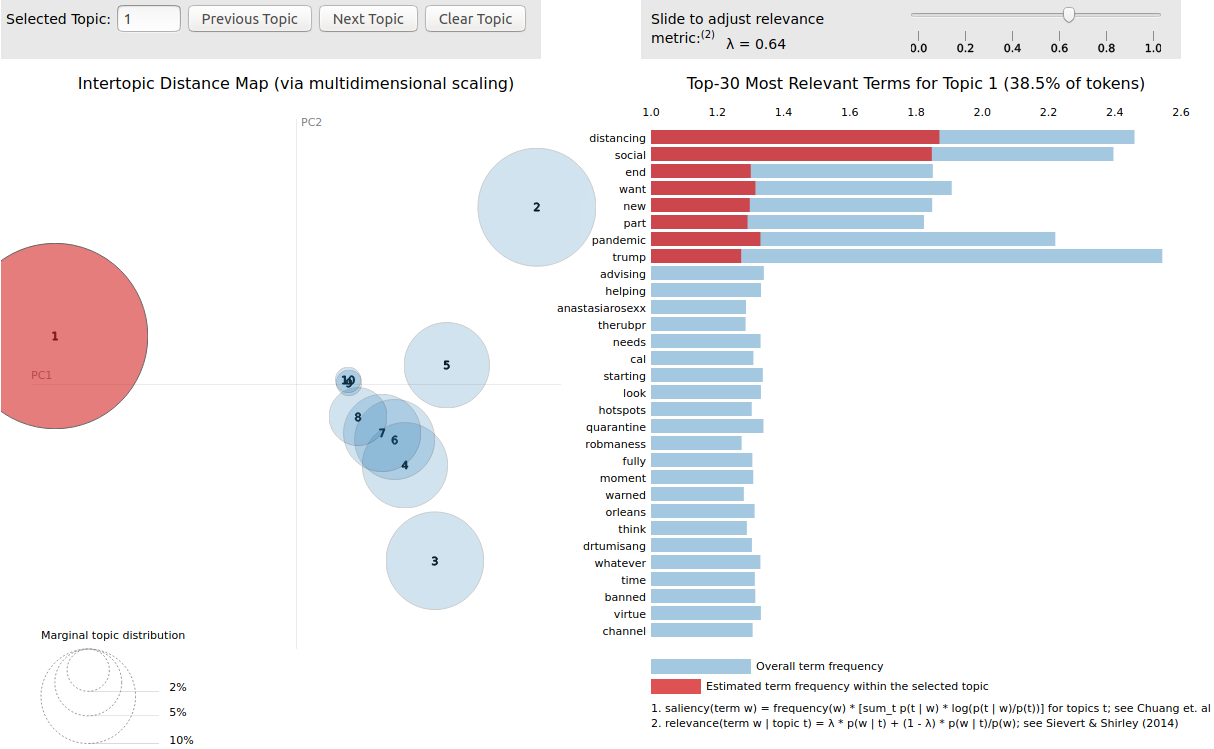 Selected Topic: 1 Previous Topic Next Topic Clear Topic
Slide to adjust relevance
metric:(2) λ = 0.64
0.0 0.2 0.4 0.6 0.8 1.0
Intertopic Distance Map (via multidimensional scaling)
PC2
PC1
1
2
3
4
5
6
7
8
9
10
Marginal topic distribution
2%
5%
10%
Top-30 Most Relevant Terms for Topic 1 (38.5% of tokens)
1.0 1.2 1.4 1.6 1.8 2.0 2.2 2.4 2.6
distancing
social
end
want
new
part
pandemic
trump
advising
helping
anastasiarosexx
therubpr
needs
cal
starting
look
hotspots
quarantine
robmaness
fully
moment
warned
orleans
think
drtumisang
whatever
time
banned
virtue
channel
Overall term frequency
Estimated term frequency within the selected topic
1. saliency(term w) = frequency(w) * [sum_t p(t | w) * log(p(t | w)/p(t))] for topics t; see Chuang et. al
2. relevance(term w | topic t) = λ * p(w | t) + (1 - λ) * p(w | t)/p(w); see Sievert & Shirley (2014)